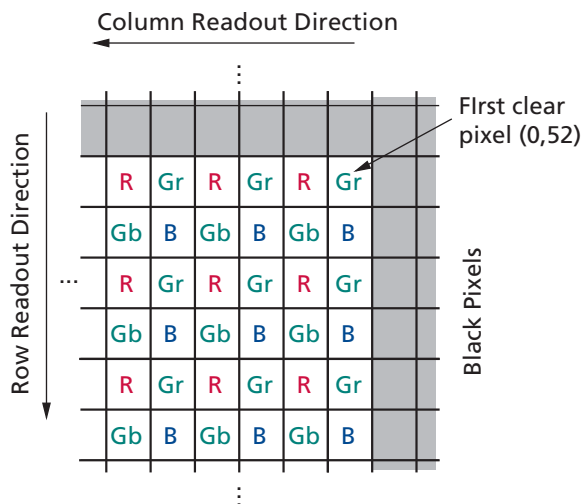 Column Readout Direction
...
FIrst clear
pixel (0,52)
R Gr R Gr R Gr
Gb B Gb B Gb B
... R Gr R Gr R Gr
Gb B Gb B Gb B
R Gr R Gr R Gr
Gb B Gb B Gb B
...
Row Readout Direction
Black Pixels